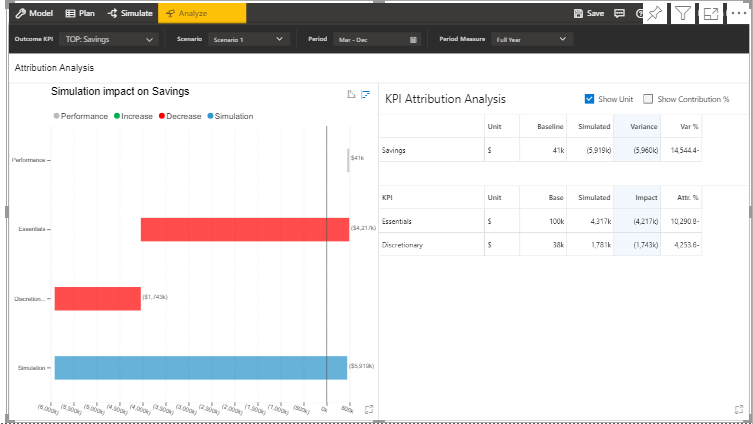 Model Plan Simulate Analyze Save
Outcome KPI TOP: Savings Scenario Scenario 1 Period Mar - Dec Period Measure Full Year
Attribution Analysis
Simulation impact on Savings
Performance Increase Decrease Simulation
Performance
$41k
Essentials
($4,217k)
Discretion...
($1,743k)
Simulation
($5,919k)
(6,000k) (5,500k) (5,000k) (4,500k) (4,000k) (3,500k) (3,000k) (2,500k) (2,000k) (1,500k) (1,000k) (500k) 0k 500k
KPI Attribution Analysis Show Unit Show Contribution %
Unit Baseline Simulated Variance Var %
Savings $ 41k (5,919k) (5,960k) 14,544.4-
KPI Unit Base Simulated Impact Attr. %
Essentials $ 100k 4,317k (4,217k) 10,290.8-
Discretionary $ 38k 1,781k (1,743k) 4,253.6-